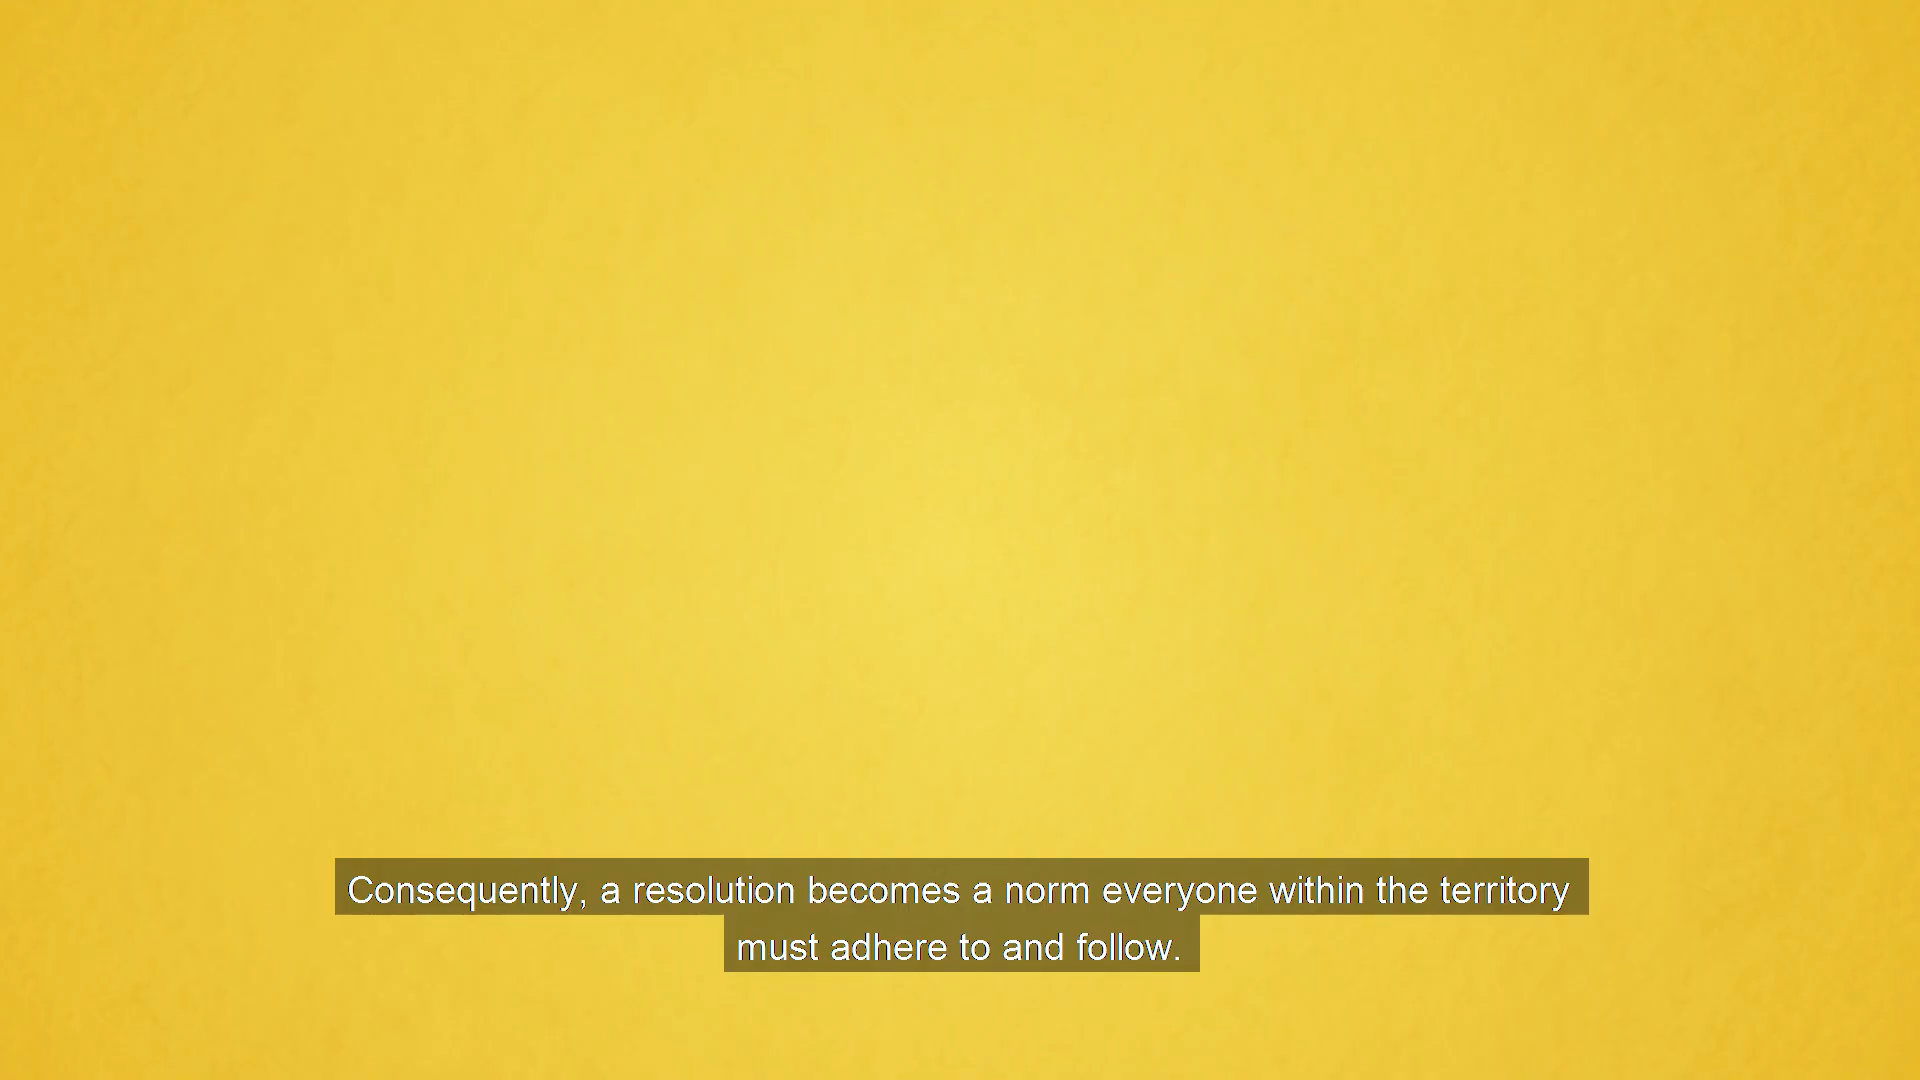 Consequently, a resolution becomes a norm everyone within the territory
must adhere to and follow.